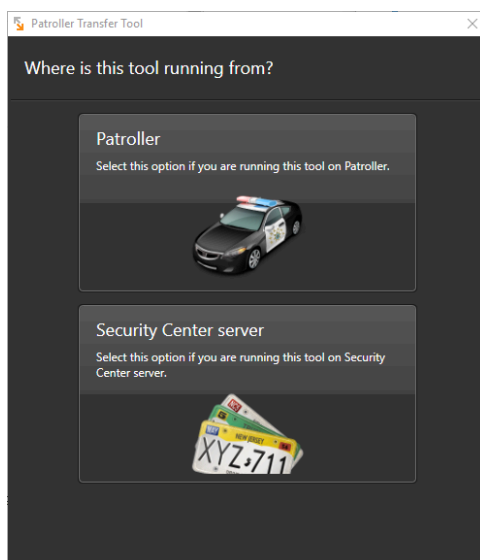 Patroller Transfer Tool
Where is this tool running from?
Patroller
Select this option if you are running this tool on Patroller.
Security Center server
Select this option if you are running this tool on Security
Center server.
NEW JERSEY
XYZ•711